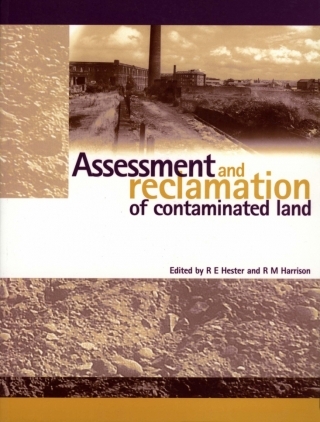 Assessment and
reclamation
of contaminated land
Edited by R E Hester and R M Harrison